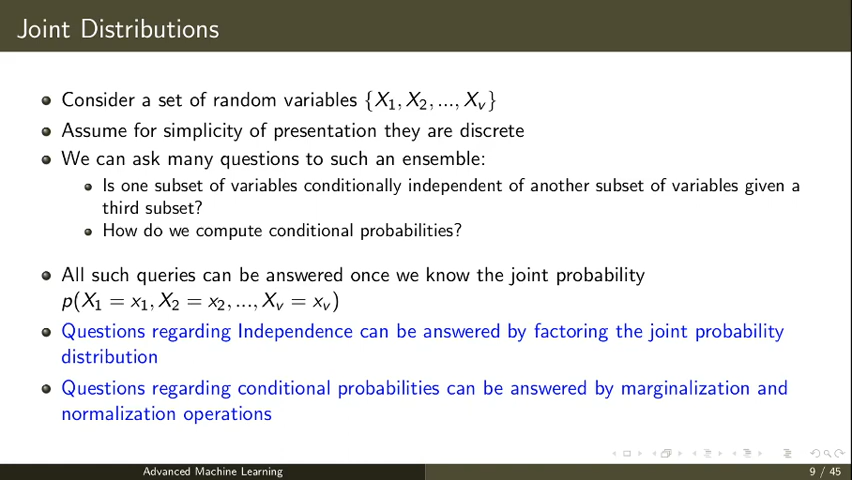 Joint Distributions
Consider a set of random variables {X₁, X₂, ..., Xᵥ}
Assume for simplicity of presentation they are discrete
We can ask many questions to such an ensemble:
Is one subset of variables conditionally independent of another subset of variables given a
third subset?
How do we compute conditional probabilities?
All such queries can be answered once we know the joint probability
p(X₁ = x₁, X₂ = x₂, ..., Xᵥ = xᵥ)
Questions regarding Independence can be answered by factoring the joint probability
distribution
Questions regarding conditional probabilities can be answered by marginalization and
normalization operations
Advanced Machine Learning 9 / 45